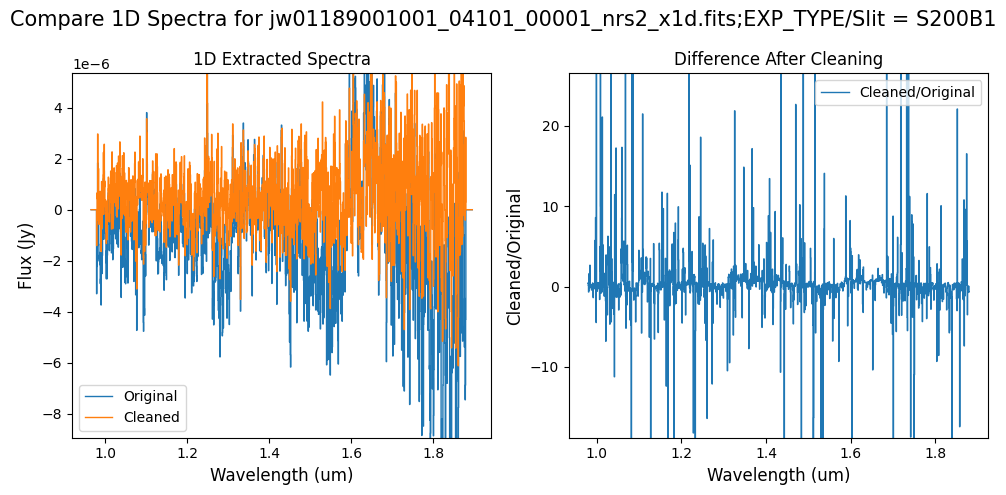 Compare 1D Spectra for jw01189001001_04101_00001_nrs2_x1d.fits;EXP_TYPE/Slit = S200B1
1D Extracted Spectra
1e−6
4
2
0
−2
−4
−6
−8
Flux (Jy)
Original
Cleaned
1.0
1.2
1.4
1.6
1.8
Wavelength (um)
Difference After Cleaning
Cleaned/Original
20
10
0
−10
Cleaned/Original
1.0
1.2
1.4
1.6
1.8
Wavelength (um)